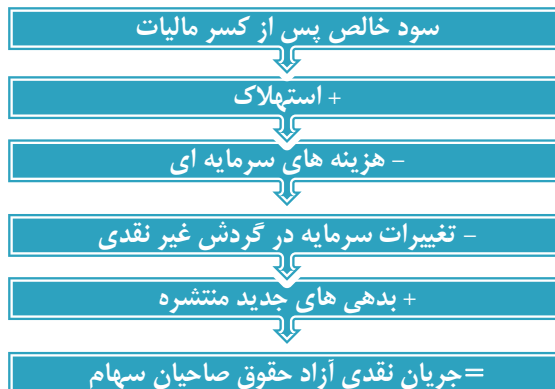 سود خالص پس از کسر مالیات
+ استهلاک
- هزینه های سرمایه ای
- تغییرات سرمایه در گردش غیر نقدی
+ بدهی های جدید منتشره
=جریان نقدی آزاد حقوق صاحبان سهام